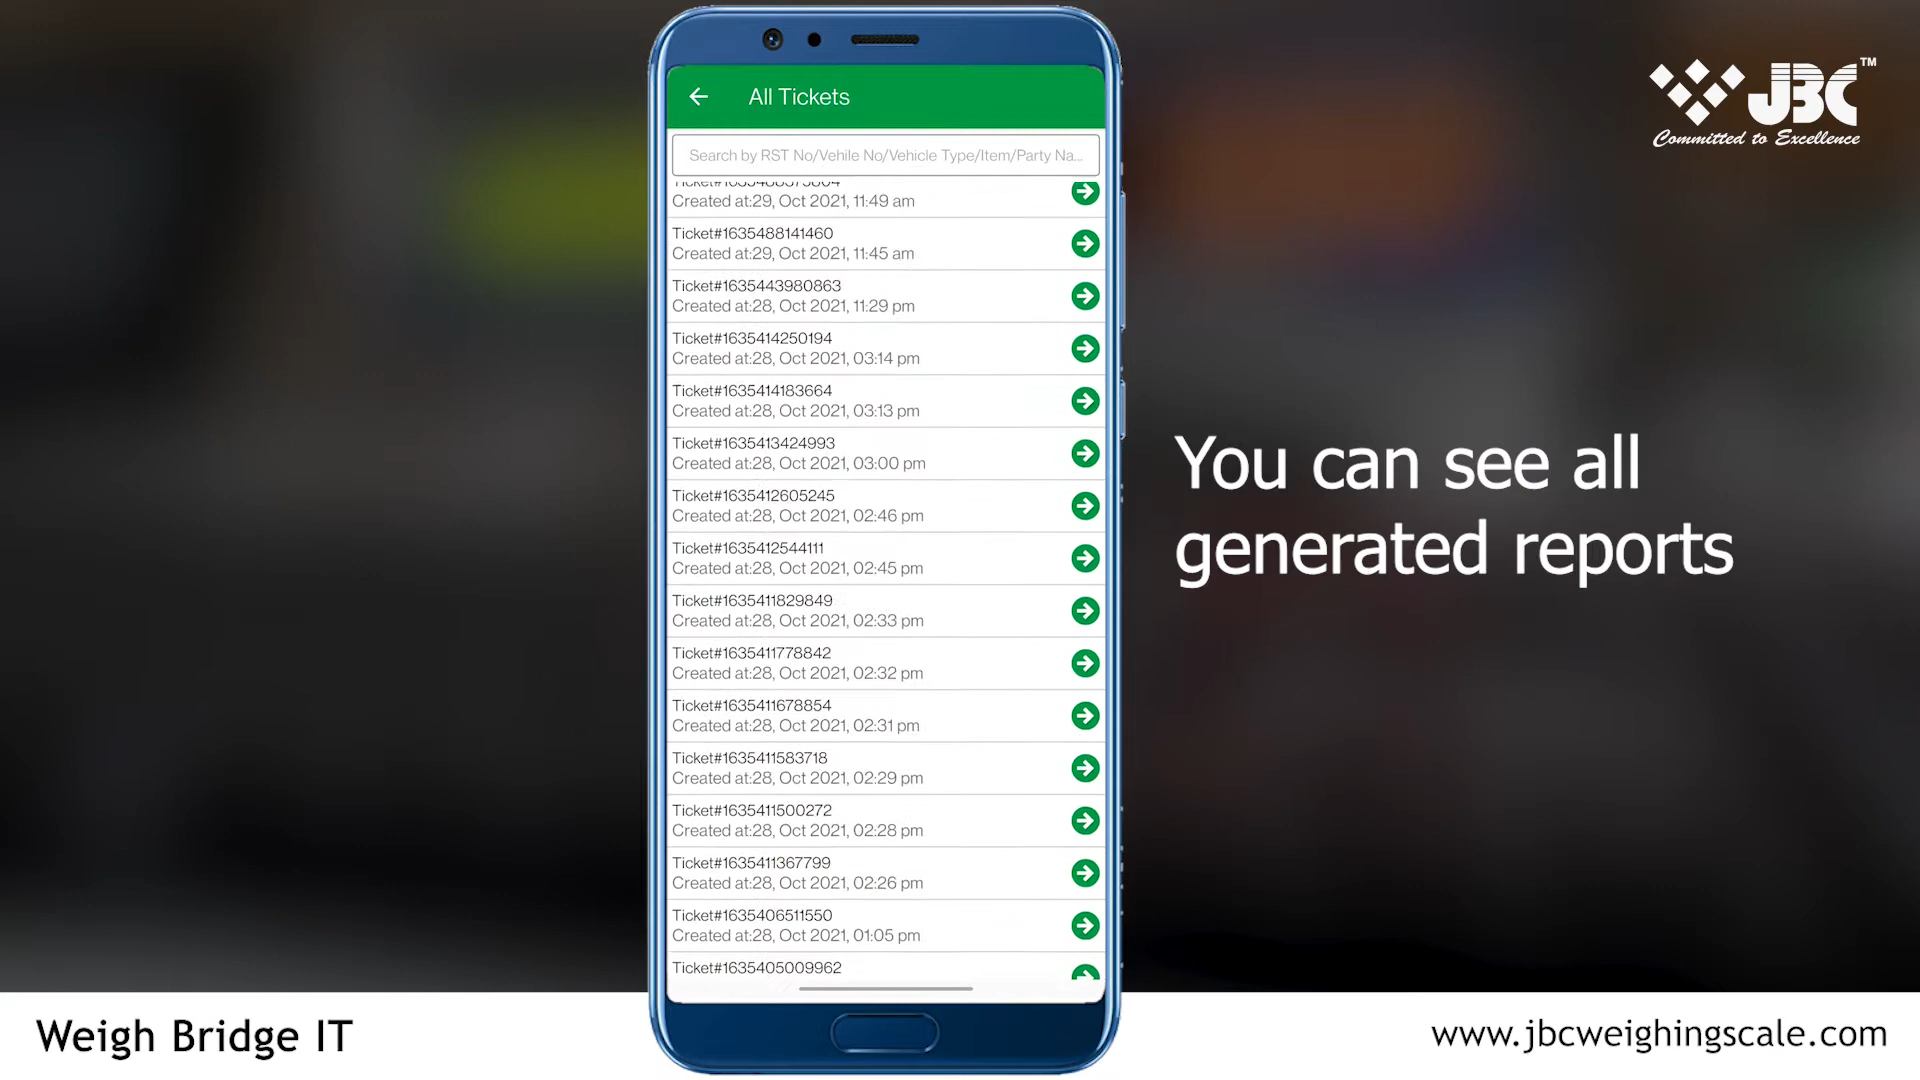 All Tickets
Search by RST No/Vehile No/Vehicle Type/Item/Party Na...
Created at:29, Oct 2021, 11:49 am
Ticket#1635488141460
Created at:29, Oct 2021, 11:45 am
Ticket#1635443980863
Created at:28, Oct 2021, 11:29 pm
Ticket#1635414250194
Created at:28, Oct 2021, 03:14 pm
Ticket#1635414183664
Created at:28, Oct 2021, 03:13 pm
Ticket#1635413424993
Created at:28, Oct 2021, 03:00 pm
Ticket#1635412605245
Created at:28, Oct 2021, 02:46 pm
Ticket#1635412544111
Created at:28, Oct 2021, 02:45 pm
Ticket#1635411829849
Created at:28, Oct 2021, 02:33 pm
Ticket#1635411778842
Created at:28, Oct 2021, 02:32 pm
Ticket#1635411678854
Created at:28, Oct 2021, 02:31 pm
Ticket#1635411583718
Created at:28, Oct 2021, 02:29 pm
Ticket#1635411500272
Created at:28, Oct 2021, 02:28 pm
Ticket#1635411367799
Created at:28, Oct 2021, 02:26 pm
Ticket#1635406511550
Created at:28, Oct 2021, 01:05 pm
Ticket#1635405009962
JBC™
Committed to Excellence
You can see all
generated reports
Weigh Bridge IT
www.jbcweighingscale.com